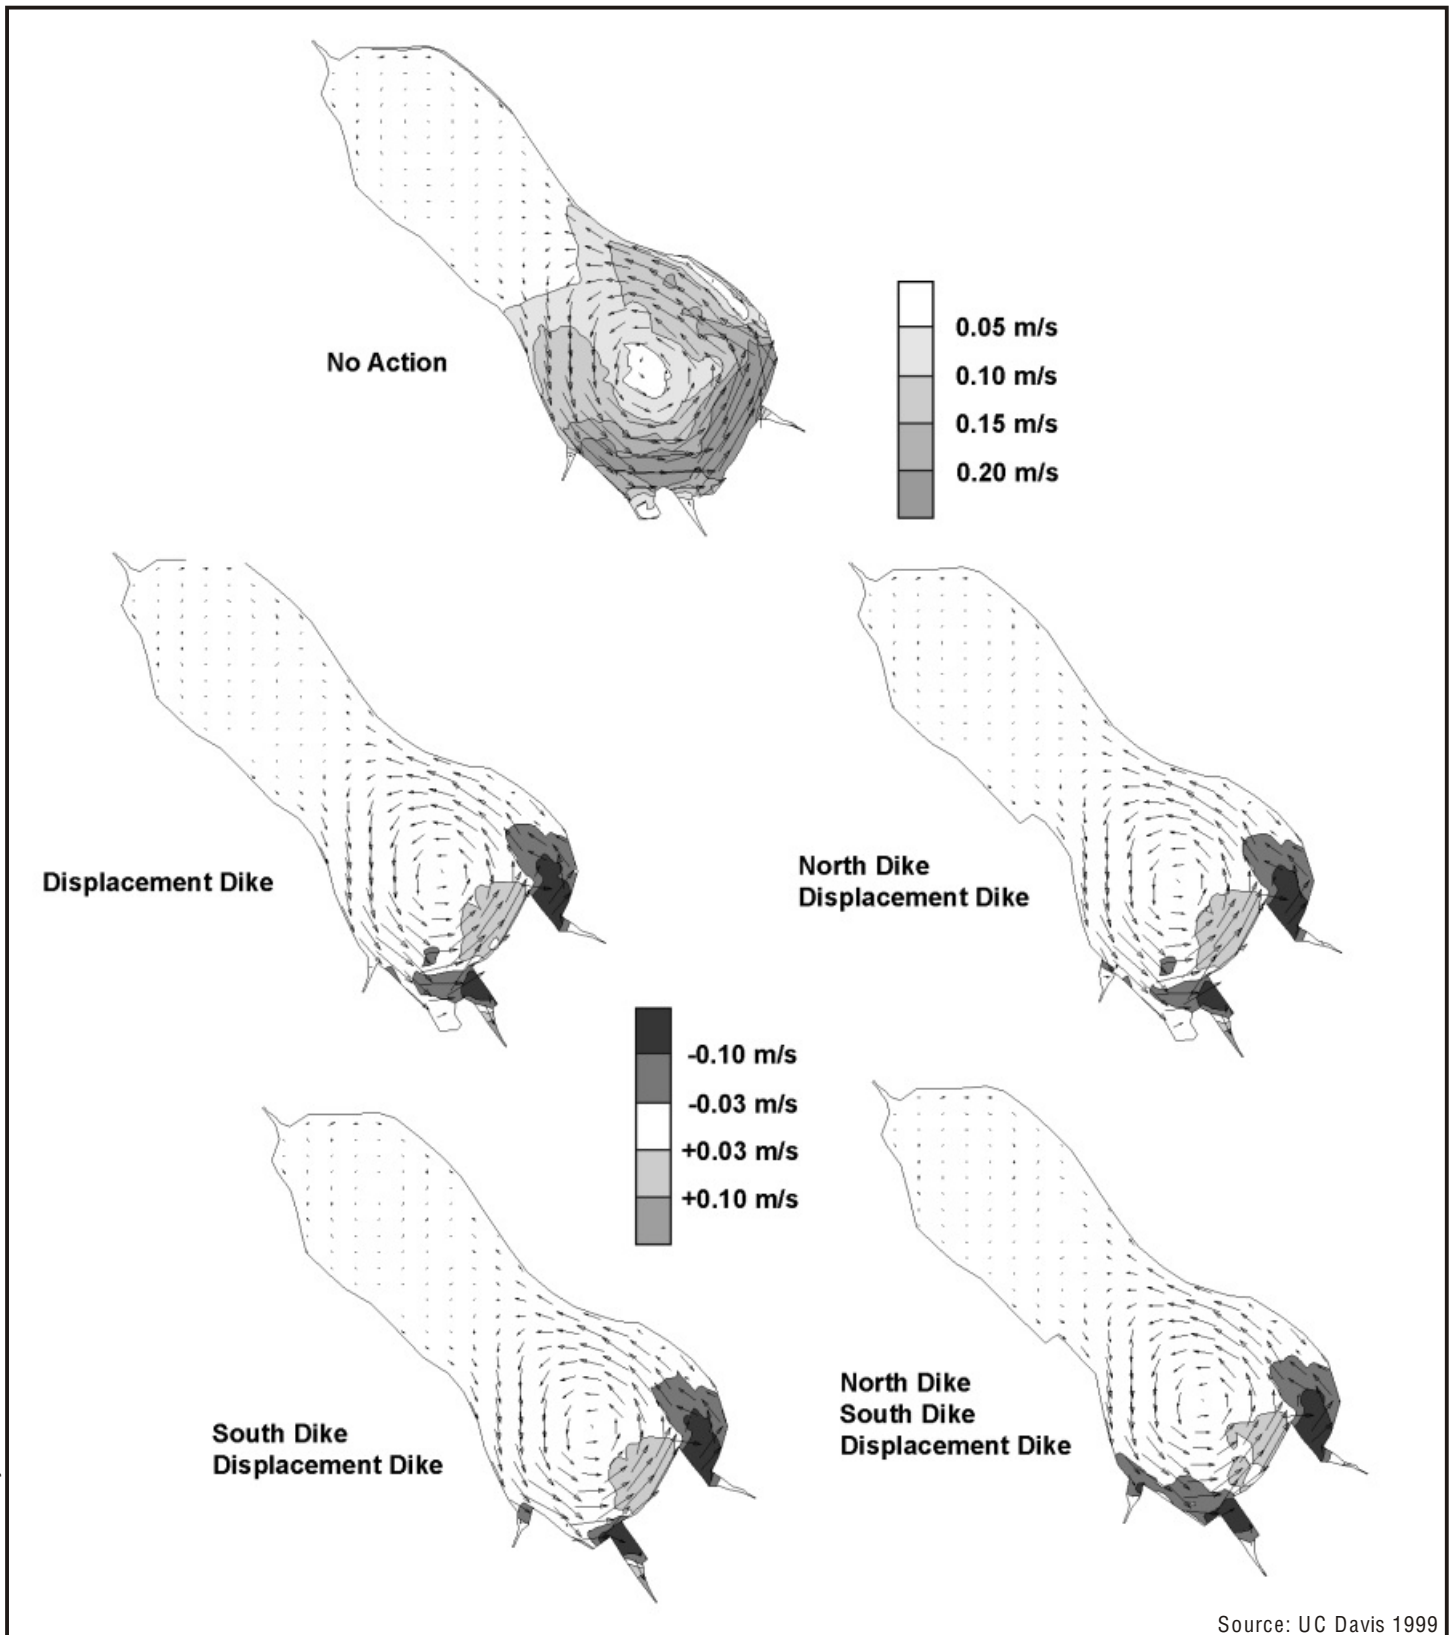 No Action
0.05 m/s
0.10 m/s
0.15 m/s
0.20 m/s
Displacement Dike
North Dike
Displacement Dike
-0.10 m/s
-0.03 m/s
+0.03 m/s
+0.10 m/s
South Dike
Displacement Dike
North Dike
South Dike
Displacement Dike
Source: UC Davis 1999